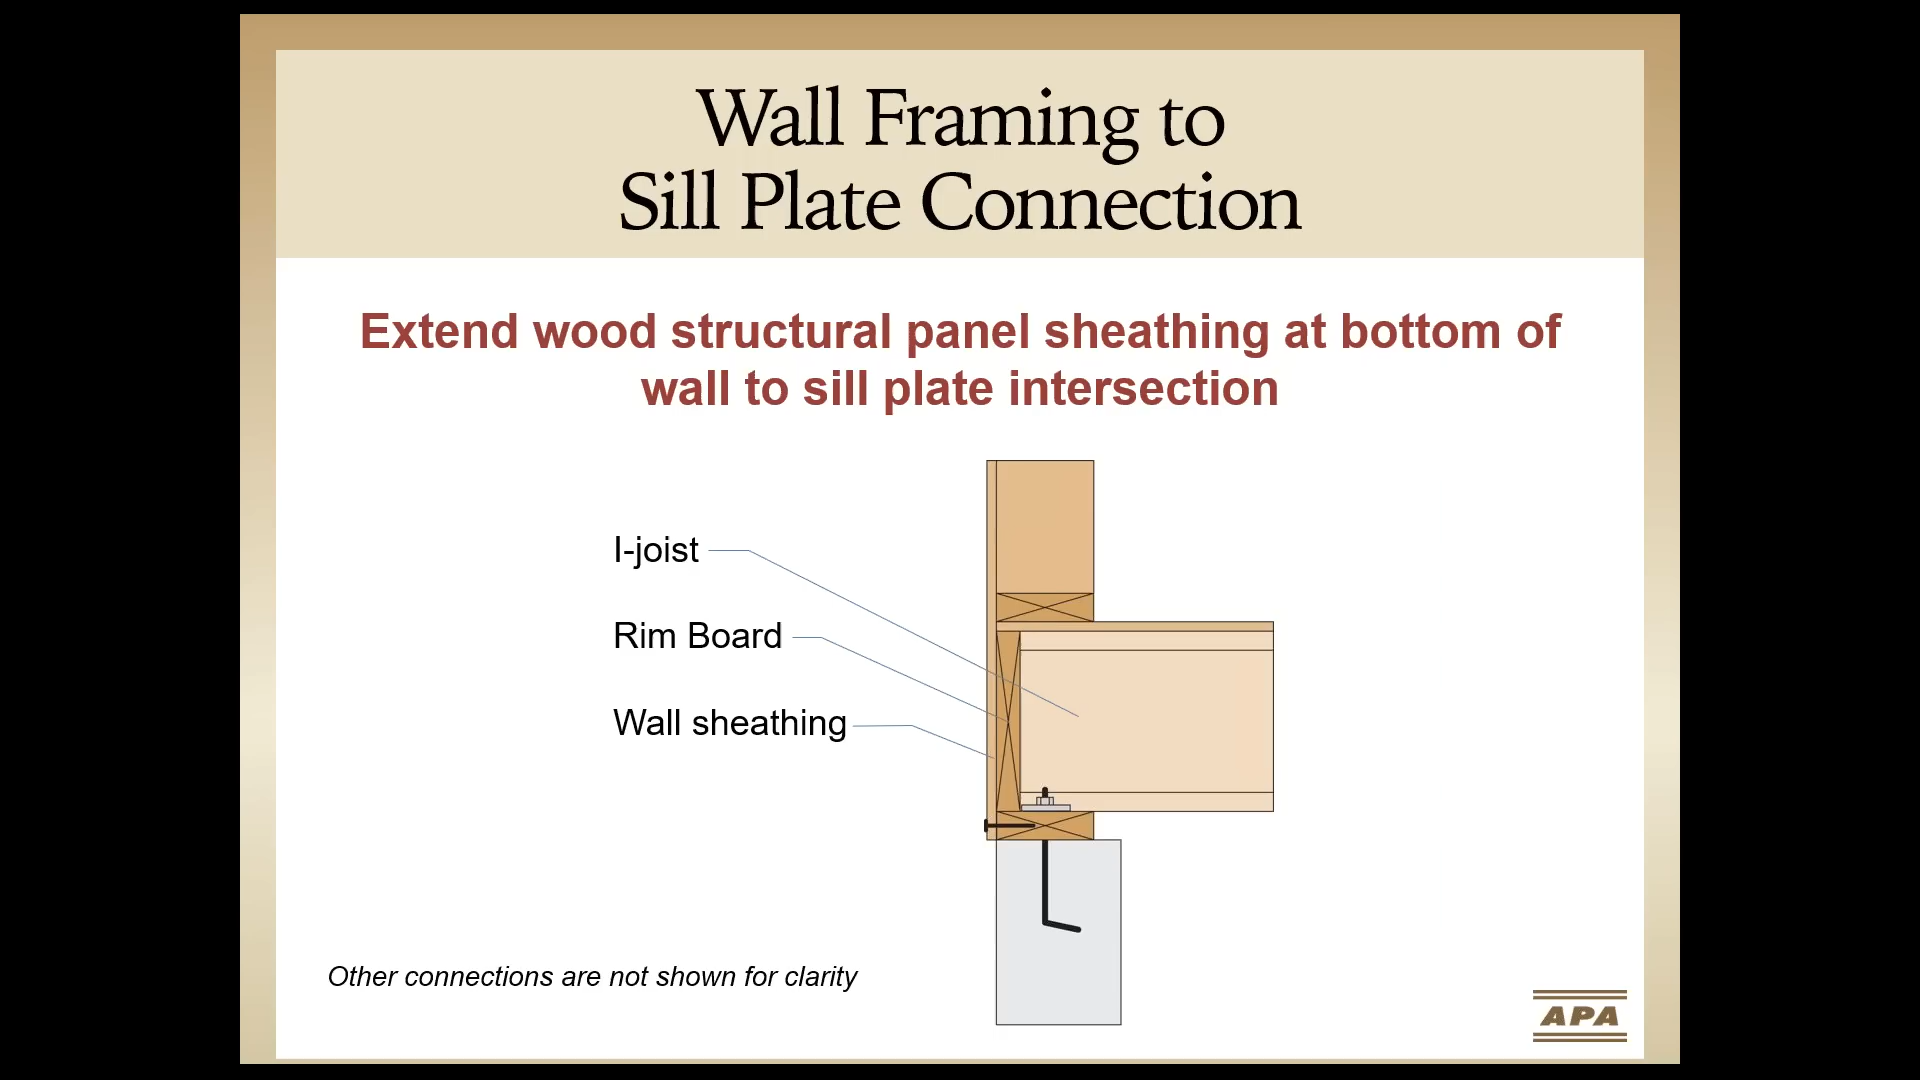 Wall Framing to
Sill Plate Connection
Extend wood structural panel sheathing at bottom of
wall to sill plate intersection
I-joist
Rim Board
Wall sheathing
Other connections are not shown for clarity
APA